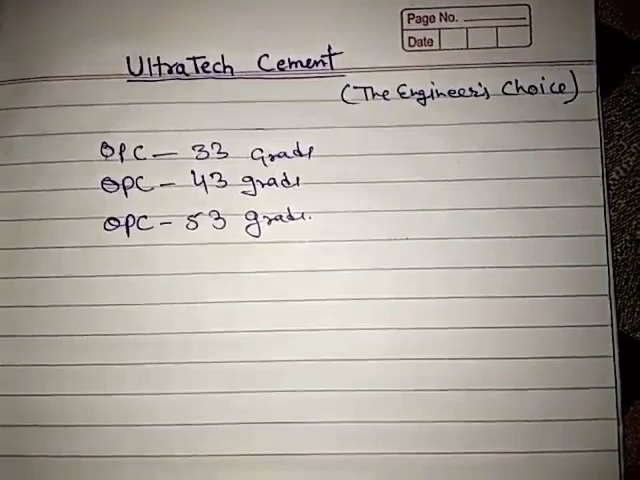 Page No.
Date
UltraTech Cement
(The Engineer's Choice)
OPC - 33 Grade
OPC - 43 grade
OPC - 53 grade.